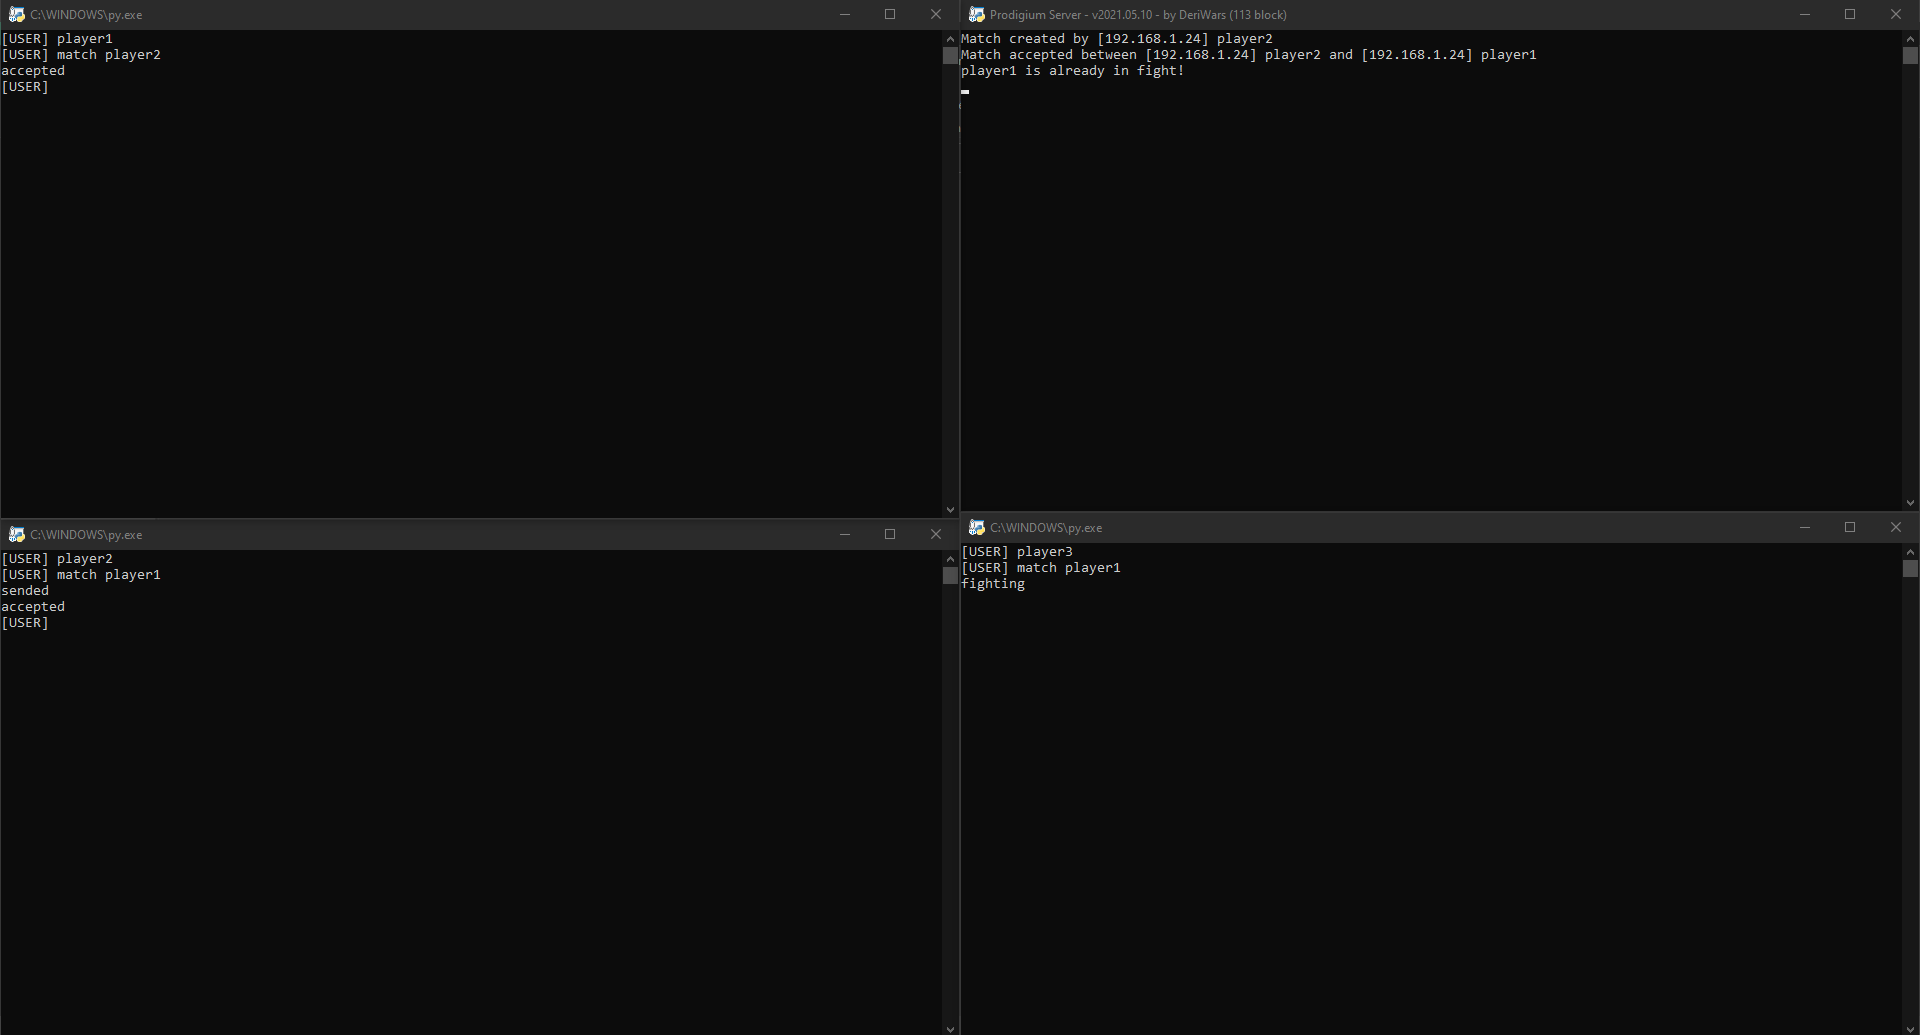 C:\WINDOWS\py.exe
[USER] player1
[USER] match player2
accepted
[USER]
Prodigium Server - v2021.05.10 - by DeriWars (113 block)
Match created by [192.168.1.24] player2
Match accepted between [192.168.1.24] player2 and [192.168.1.24] player1
player1 is already in fight!
C:\WINDOWS\py.exe
[USER] player2
[USER] match player1
sended
accepted
[USER]
C:\WINDOWS\py.exe
[USER] player3
[USER] match player1
fighting